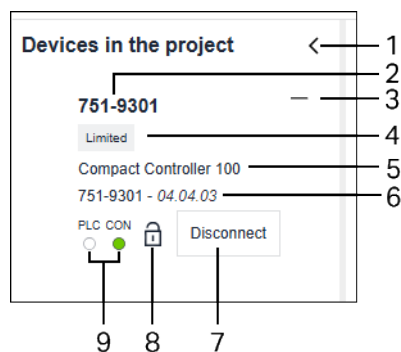 Devices in the project
1
2
751-9301
3
Limited
4
Compact Controller 100
5
751-9301 - 04.04.03
6
PLC CON
Disconnect
9
8
7